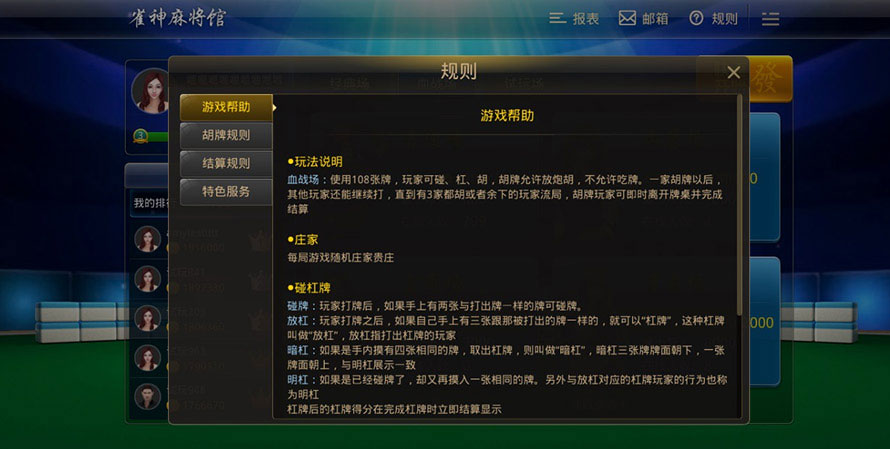 雀神麻将馆
报表
邮箱
规则
规则
發
游戏帮助
胡牌规则
结算规则
特色服务
我的排
游戏帮助
●玩法说明
血战场：使用108张牌，玩家可碰、杠、胡，胡牌允许放炮胡，不允许吃牌。一家胡牌以后，
其他玩家还能继续打，直到有3家都胡或者余下的玩家流局，胡牌玩家可即时离开牌桌并完成
结算
●庄家
每局游戏随机庄家贵庄
●碰杠牌
碰牌：玩家打牌后，如果手上有两张与打出牌一样的牌可碰牌。
放杠：玩家打牌之后，如果自己手上有三张跟那被打出的牌一样的，就可以“杠牌”，这种杠牌
叫做“放杠”，放杠指打出杠牌的玩家
暗杠：如果是手内摸有四张相同的牌，取出杠牌，则叫做“暗杠”，暗杠三张牌牌面朝下，一张
牌面朝上，与明杠展示一致
明杠：如果是已经碰牌了，却又再摸入一张相同的牌。另外与放杠对应的杠牌玩家的行为也称
为明杠
杠牌后的杠牌得分在完成杠牌时立即结算显示